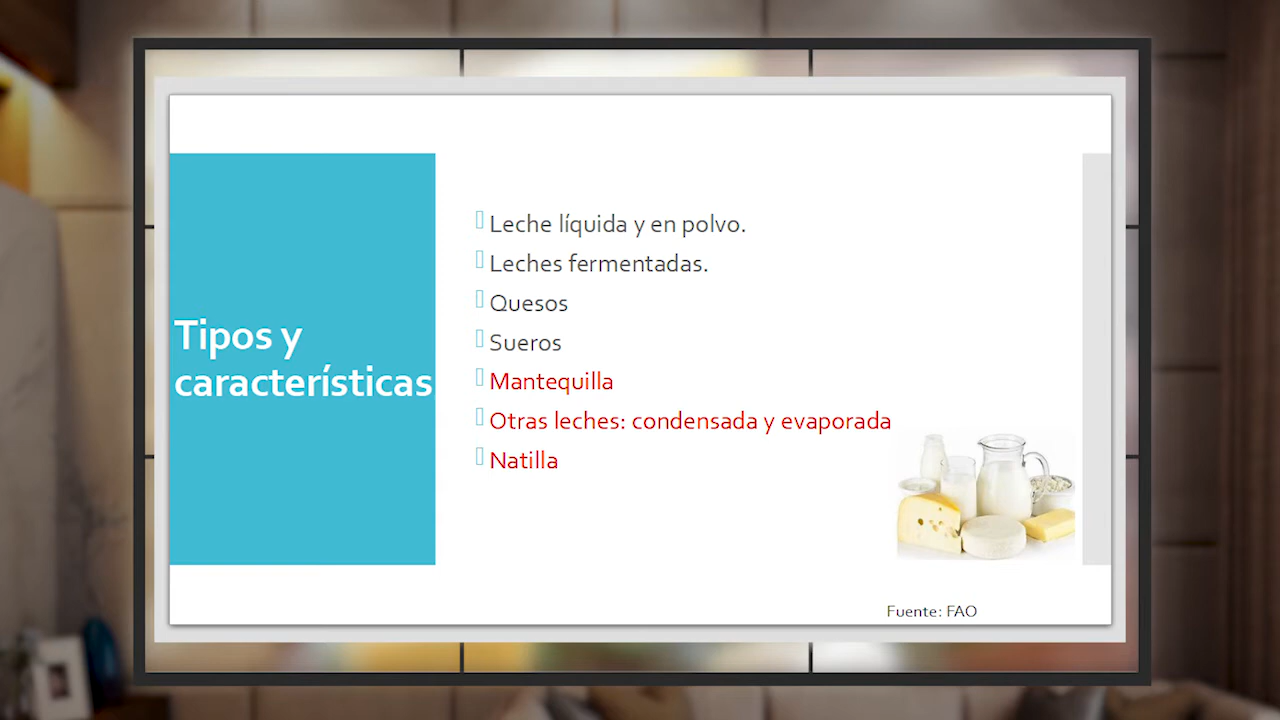 Tipos y
características
Leche líquida y en polvo.
Leches fermentadas.
Quesos
Sueros
Mantequilla
Otras leches: condensada y evaporada
Natilla
Fuente: FAO